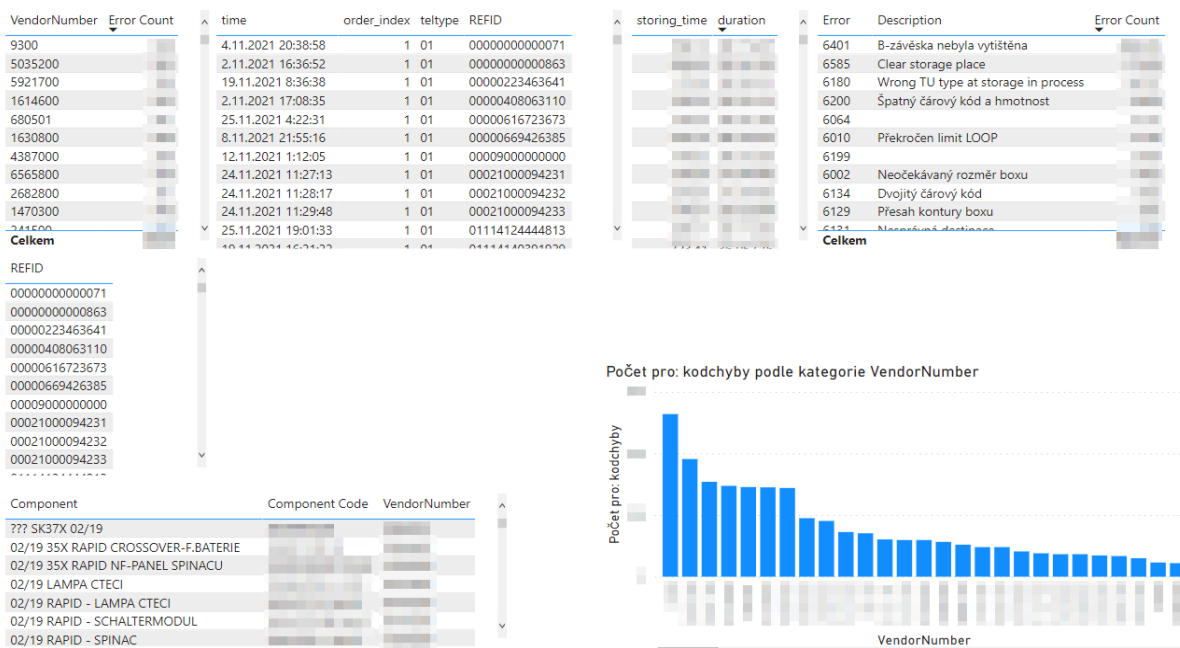 VendorNumber Error Count
9300
5035200
5921700
1614600
680501
1630800
4387000
6565800
2682800
1470300
241500
Celkem
time order_index teltype REFID
4.11.2021 20:38:58 1 01 00000000000071
2.11.2021 16:36:52 1 01 00000000000863
19.11.2021 8:36:38 1 01 00000223463641
2.11.2021 17:08:35 1 01 00000408063110
25.11.2021 4:22:31 1 01 00000616723673
8.11.2021 21:55:16 1 01 00000669426385
12.11.2021 1:12:05 1 01 00009000000000
24.11.2021 11:27:13 1 01 00021000094231
24.11.2021 11:28:17 1 01 00021000094232
24.11.2021 11:29:48 1 01 00021000094233
25.11.2021 19:01:33 1 01 01114124444813
storing_time duration
Error Description Error Count
6401 B-závěska nebyla vytištěna
6585 Clear storage place
6180 Wrong TU type at storage in process
6200 Špatný čárový kód a hmotnost
6064
6010 Překročen limit LOOP
6199
6002 Neočekávaný rozměr boxu
6134 Dvojitý čárový kód
6129 Přesah kontury boxu
6131 Nesprávná destinace
Celkem
REFID
00000000000071
00000000000863
00000223463641
00000408063110
00000616723673
00000669426385
00009000000000
00021000094231
00021000094232
00021000094233
Component Component Code VendorNumber
??? SK37X 02/19
02/19 35X RAPID CROSSOVER-F.BATERIE
02/19 35X RAPID NF-PANEL SPINACU
02/19 LAMPA CTECI
02/19 RAPID - LAMPA CTECI
02/19 RAPID - SCHALTERMODUL
02/19 RAPID - SPINAC
Počet pro: kodchyby podle kategorie VendorNumber
Počet pro: kodchyby
VendorNumber